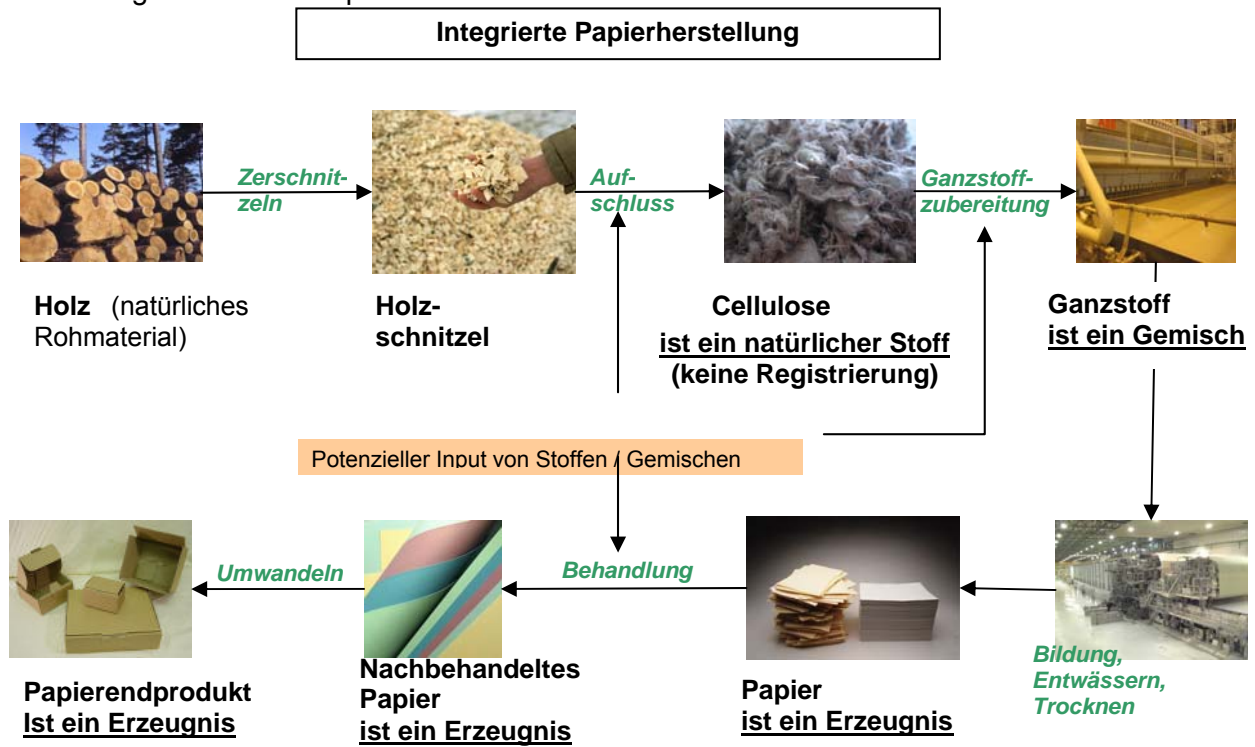 Integrierte Papierherstellung
Zerschnit-
zeln
Auf-
schluss
Ganzstoff-
zubereitung
Holz (natürliches
Rohmaterial)
Holz-
schnitzel
Cellulose
ist ein natürlicher Stoff
(keine Registrierung)
Ganzstoff
ist ein Gemisch
Potenzieller Input von Stoffen / Gemischen
Umwandeln
Behandlung
Bildung,
Entwässern,
Trocknen
Papierendprodukt
Ist ein Erzeugnis
Nachbehandeltes
Papier
ist ein Erzeugnis
Papier
ist ein Erzeugnis